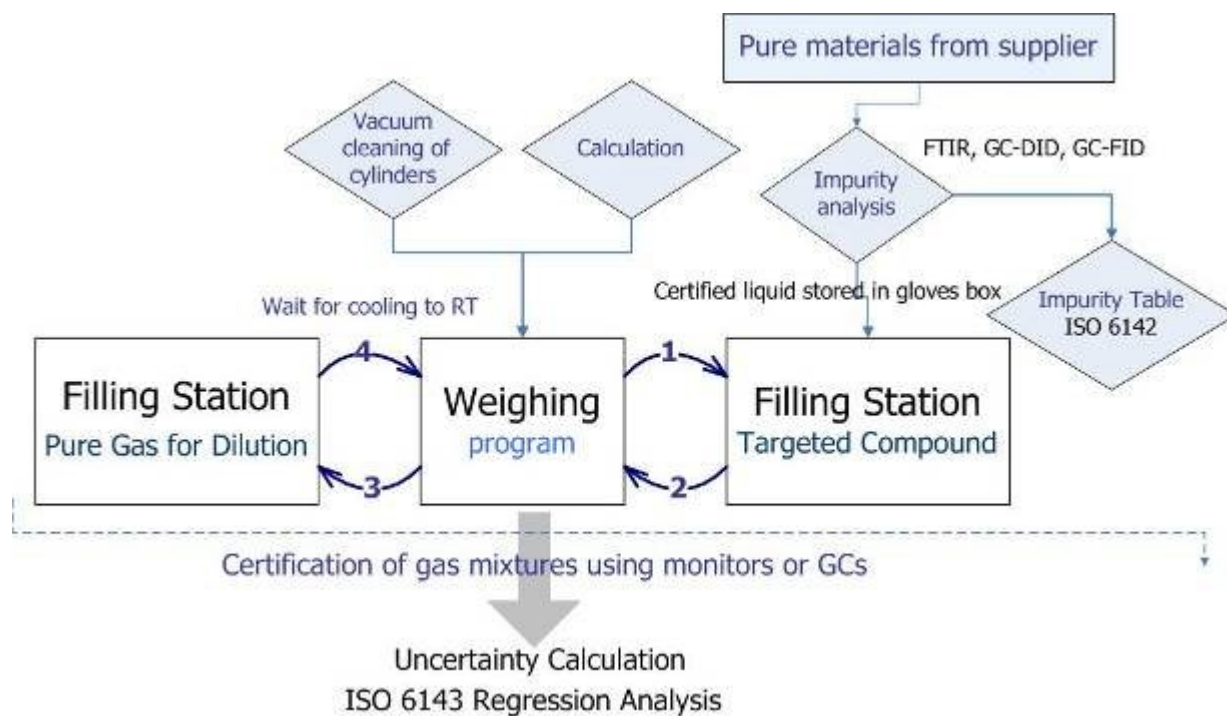 Pure materials from supplier
Vacuum
cleaning of
cylinders
Calculation
FTIR, GC-DID, GC-FID
Impurity
analysis
Certified liquid stored in gloves box
Impurity Table
ISO 6142
Wait for cooling to RT
4
1
Filling Station
Pure Gas for Dilution
Weighing
program
Filling Station
Targeted Compound
3
2
Certification of gas mixtures using monitors or GCs
Uncertainty Calculation
ISO 6143 Regression Analysis